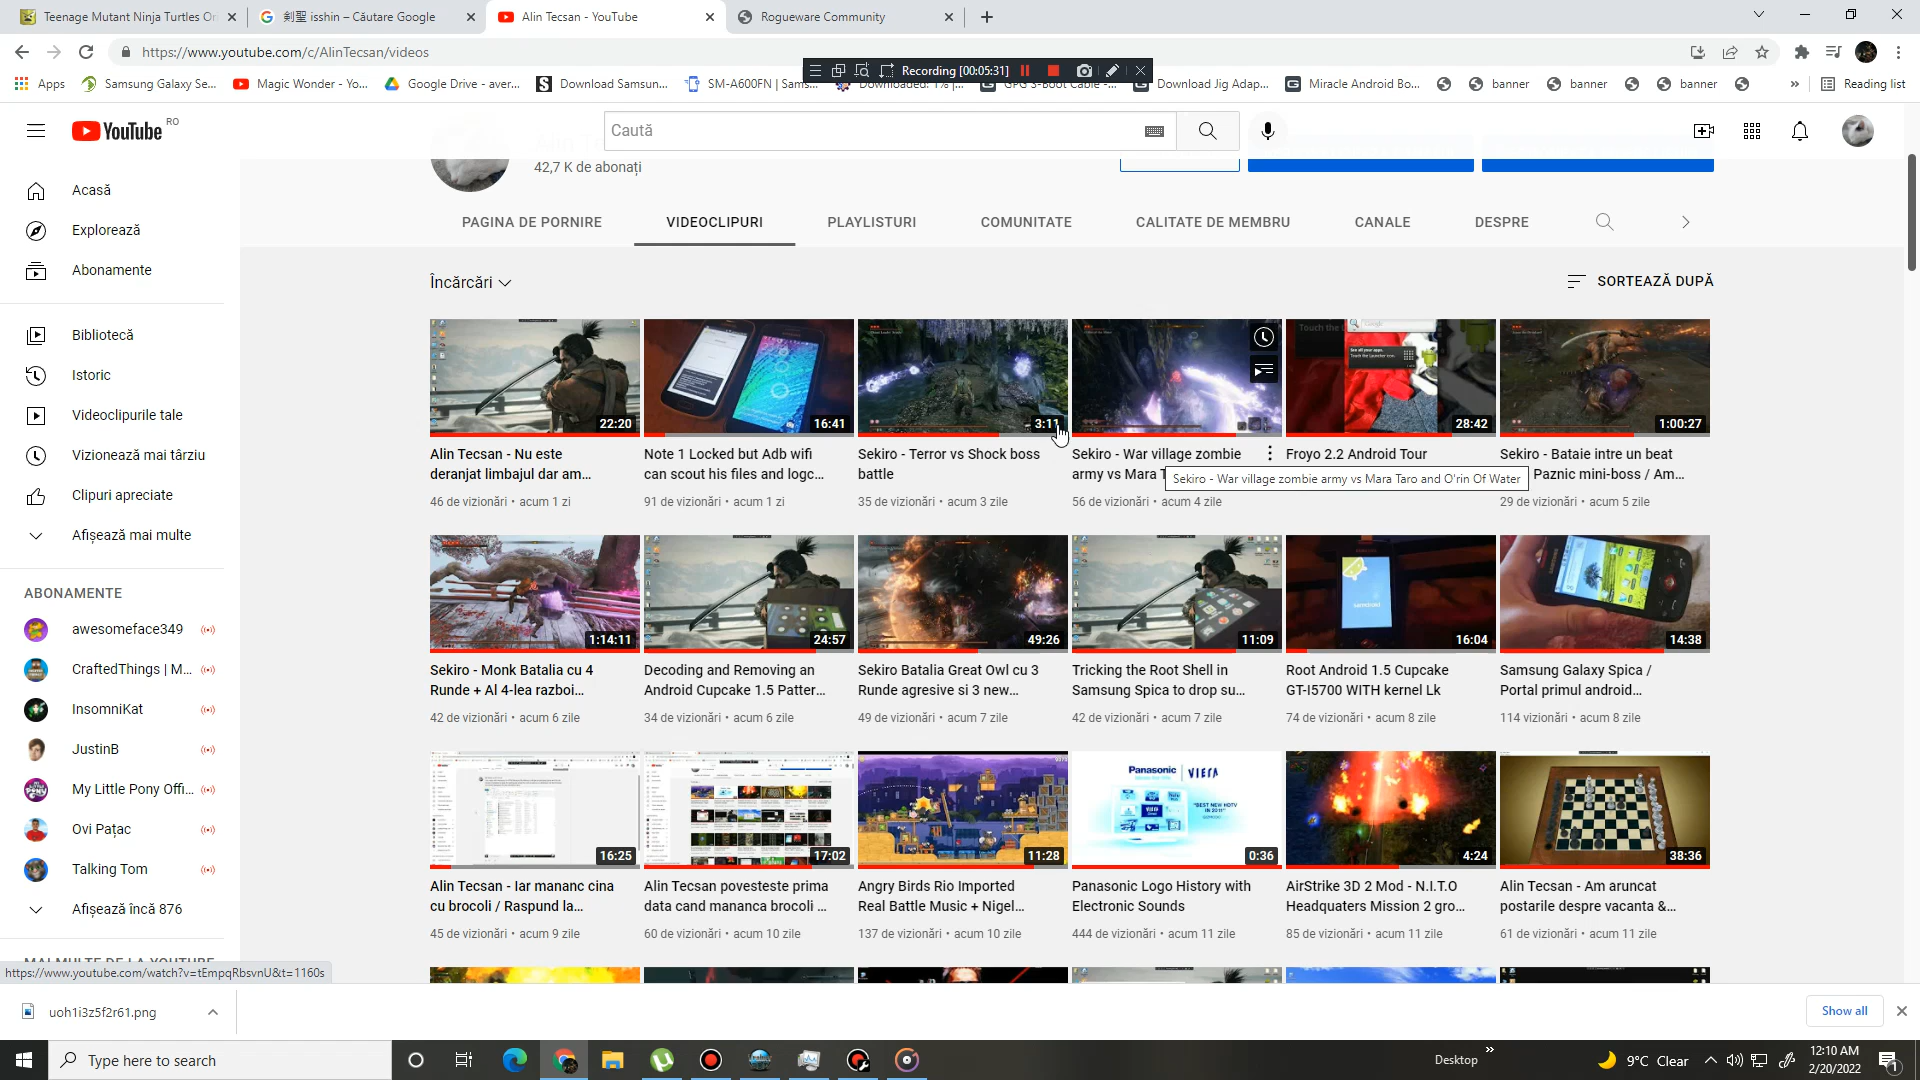 Teenage Mutant Ninja Turtles On
剣聖 isshin – Căutare Google
Alin Tecsan - YouTube
Rogueware Community
https://www.youtube.com/c/AlinTecsan/videos
Recording [00:05:31]
Apps
Samsung Galaxy Se...
Magic Wonder - Yo...
Google Drive - aver...
Download Samsun...
SM-A600FN | Sams...
Downloaded: 1% |...
GPG S-Boot Cable -...
Download Jig Adap...
Miracle Android Bo...
banner
banner
banner
Reading list
YouTube RO
Caută
42,7 K de abonați
PAGINA DE PORNIRE
VIDEOCLIPURI
PLAYLISTURI
COMUNITATE
CALITATE DE MEMBRU
CANALE
DESPRE
Acasă
Explorează
Abonamente
Bibliotecă
Istoric
Videoclipurile tale
Vizionează mai târziu
Clipuri apreciate
Afișează mai multe
ABONAMENTE
awesomeface349
CraftedThings | M...
InsomniKat
JustinB
My Little Pony Offi...
Ovi Pațac
Talking Tom
Afișează încă 876
MAI MULTE DE LA YOUTUBE
Încărcări
SORTEAZĂ DUPĂ
22:20
16:41
3:11
28:42
1:00:27
Alin Tecsan - Nu este
deranjat limbajul dar am...
46 de vizionări • acum 1 zi
Note 1 Locked but Adb wifi
can scout his files and logc...
91 de vizionări • acum 1 zi
Sekiro - Terror vs Shock boss
battle
35 de vizionări • acum 3 zile
Sekiro - War village zombie
army vs Mara T
56 de vizionări • acum 4 zile
Froyo 2.2 Android Tour
Sekiro - War village zombie army vs Mara Taro and O'rin Of Water
Sekiro - Bataie intre un beat
Paznic mini-boss / Am...
29 de vizionări • acum 5 zile
1:14:11
24:57
49:26
11:09
16:04
14:38
Sekiro - Monk Batalia cu 4
Runde + Al 4-lea razboi...
42 de vizionări • acum 6 zile
Decoding and Removing an
Android Cupcake 1.5 Patter...
34 de vizionări • acum 6 zile
Sekiro Batalia Great Owl cu 3
Runde agresive si 3 new...
49 de vizionări • acum 7 zile
Tricking the Root Shell in
Samsung Spica to drop su...
42 de vizionări • acum 7 zile
Root Android 1.5 Cupcake
GT-I5700 WITH kernel Lk
74 de vizionări • acum 8 zile
Samsung Galaxy Spica /
Portal primul android...
114 vizionări • acum 8 zile
16:25
17:02
11:28
Panasonic VIERA
"BEST NEW HDTV
IN 2011"
0:36
4:24
38:36
Alin Tecsan - Iar mananc cina
cu brocoli / Raspund la...
45 de vizionări • acum 9 zile
Alin Tecsan povesteste prima
data cand mananca brocoli ...
60 de vizionări • acum 10 zile
Angry Birds Rio Imported
Real Battle Music + Nigel...
137 de vizionări • acum 10 zile
Panasonic Logo History with
Electronic Sounds
444 de vizionări • acum 11 zile
AirStrike 3D 2 Mod - N.I.T.O
Headquaters Mission 2 gro...
85 de vizionări • acum 11 zile
Alin Tecsan - Am aruncat
postarile despre vacanta &...
61 de vizionări • acum 11 zile
https://www.youtube.com/watch?v=tEmpqRbsvnU&t=1160s
uoh1i3z5f2r61.png
Show all
Type here to search
Desktop
9°C Clear
12:10 AM
2/20/2022